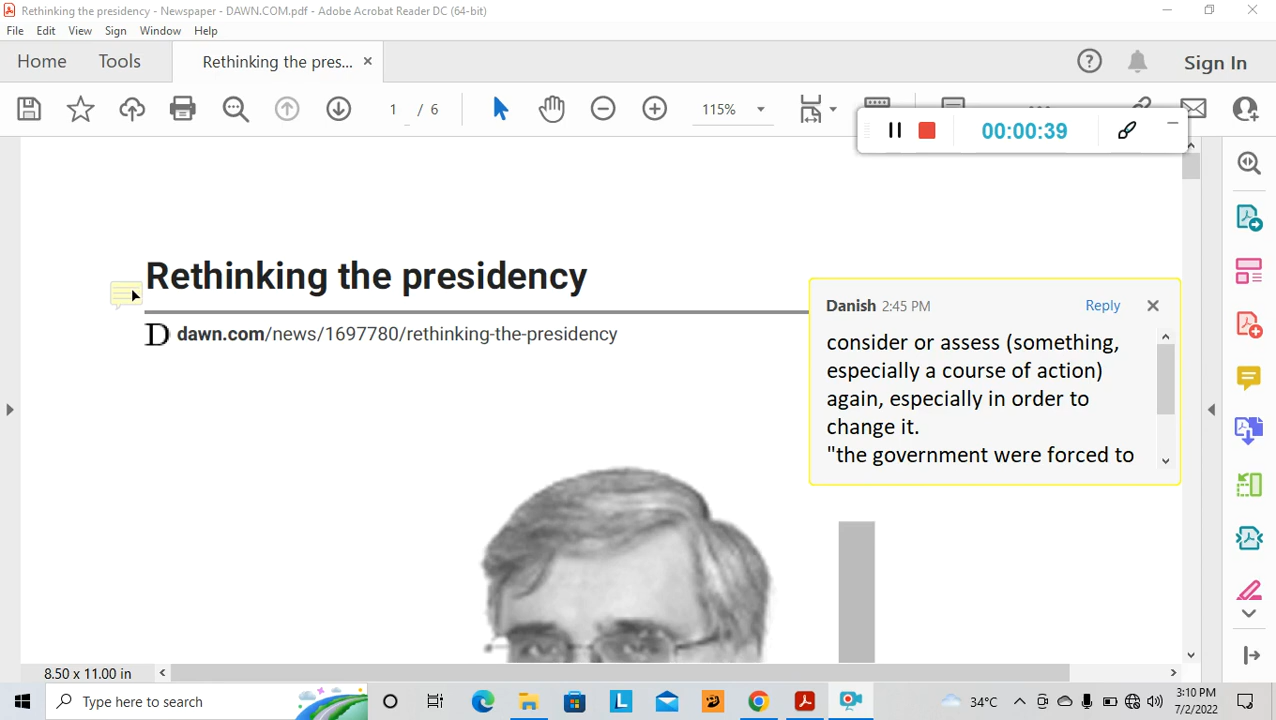 Rethinking the presidency - Newspaper - DAWN.COM.pdf - Adobe Acrobat Reader DC (64-bit)
File Edit View Sign Window Help
Home Tools Rethinking the pres... × Sign In
1 / 6 115%
00:00:39
Rethinking the presidency
D dawn.com/news/1697780/rethinking-the-presidency
Danish 2:45 PM Reply
consider or assess (something,
especially a course of action)
again, especially in order to
change it.
"the government were forced to
8.50 x 11.00 in
Type here to search
34°C
3:10 PM
7/2/2022